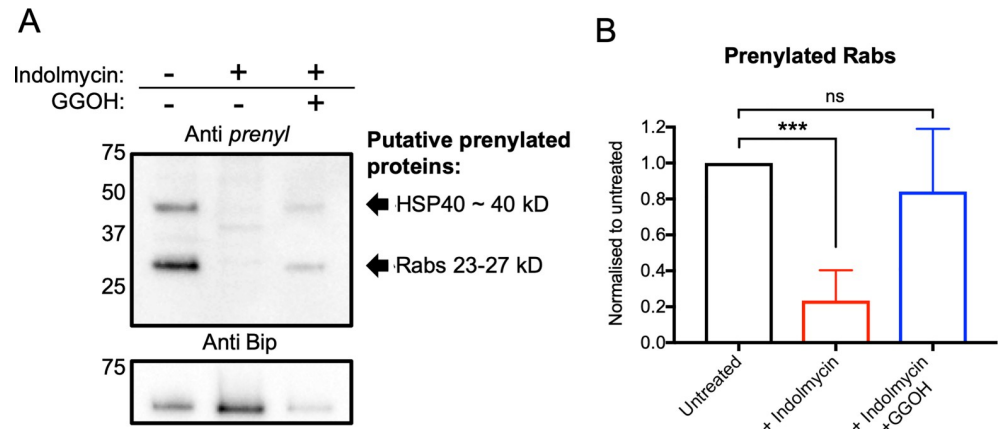 A
Indolmycin: - + +
GGOH: - - +
Anti prenyl
75
50
37
25
Putative prenylated
proteins:
HSP40 ~ 40 kD
Rabs 23-27 kD
Anti Bip
75
B
Prenylated Rabs
ns
***
Normalised to untreated
1.2
1.0
0.8
0.6
0.4
0.2
0.0
Untreated
+ Indolmycin
+ Indolmycin
+GGOH